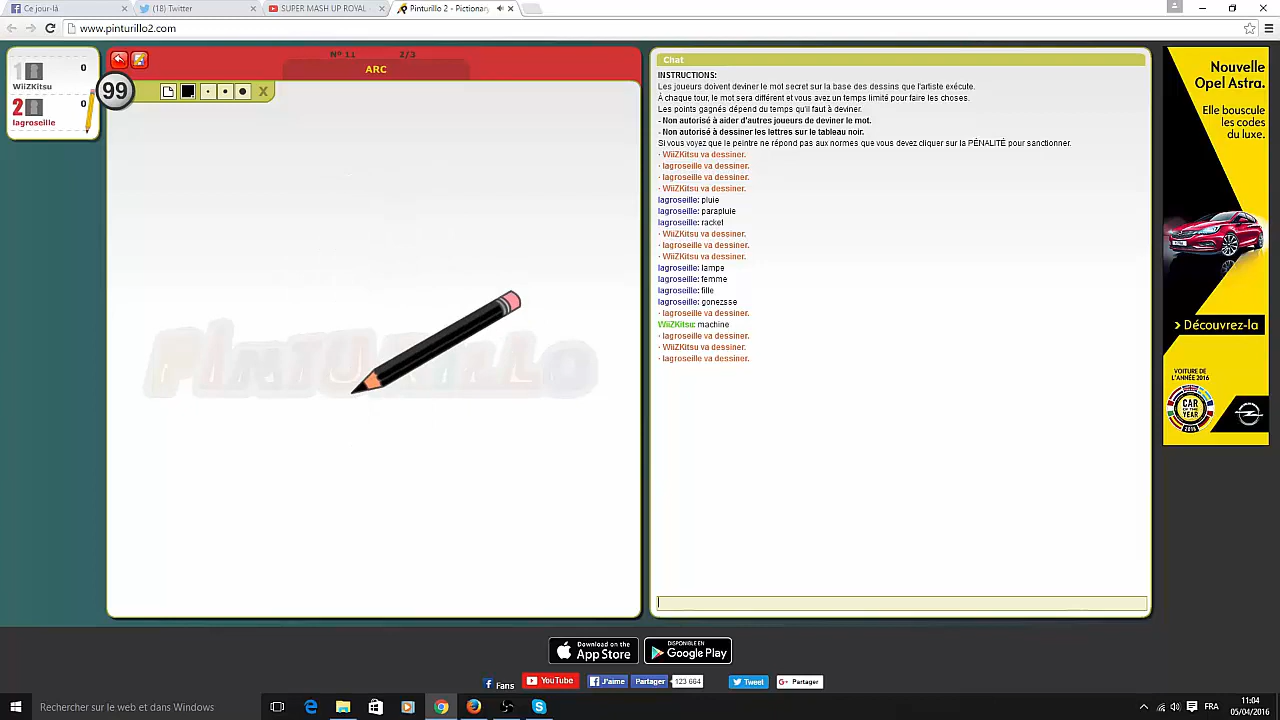 Ce jour-là
(18) Twitter
SUPER MASH UP ROYAL
Pinturillo 2 - Pictionary
www.pinturillo2.com
1
0
WiiZKitsu
2
0
lagroseille
99
Nº 11
2/3
ARC
X
Pinturillo
Chat
INSTRUCTIONS:
Les joueurs doivent deviner le mot secret sur la base des dessins que l'artiste exécute.
À chaque tour, le mot sera différent et vous avez un temps limité pour faire les choses.
Les points gagnés dépend du temps qu'il faut à deviner.
- Non autorisé à aider d'autres joueurs de deviner le mot.
- Non autorisé à dessiner les lettres sur le tableau noir.
Si vous voyez que le peintre ne répond pas aux normes que vous devez cliquer sur la PÉNALITÉ pour sanctionner.
· WiiZKitsu va dessiner.
· lagroseille va dessiner.
· lagroseille va dessiner.
· WiiZKitsu va dessiner.
lagroseille: pluie
lagroseille: parapluie
lagroseille: racket
· WiiZKitsu va dessiner.
· lagroseille va dessiner.
· WiiZKitsu va dessiner.
lagroseille: lampe
lagroseille: femme
lagroseille: fille
lagroseille: gonezsse
· lagroseille va dessiner.
WiiZKitsu: machine
· lagroseille va dessiner.
· WiiZKitsu va dessiner.
· lagroseille va dessiner.
Nouvelle
Opel Astra.
Elle bouscule
les codes
du luxe.
> Découvrez-la
VOITURE DE
L'ANNÉE 2016
CAR
OF THE
YEAR
2016
Download on the
App Store
DISPONIBLE EN
Google Play
Fans
YouTube
J'aime
Partager
123 664
Tweet
G+ Partager
Rechercher sur le web et dans Windows
FRA
11:04
05/04/2016